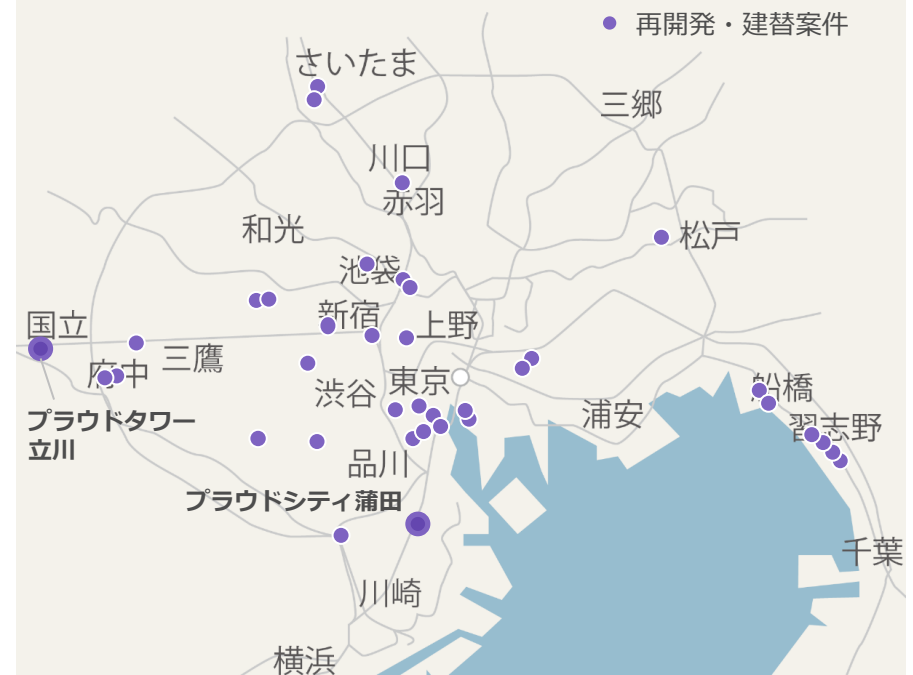 再開発・建替案件
さいたま
三郷
川口
赤羽
和光
松戸
池袋
新宿
上野
国立
三鷹
府中
東京
渋谷
船橋
浦安
習志野
プラウドタワー
立川
品川
プラウドシティ蒲田
千葉
川崎
横浜